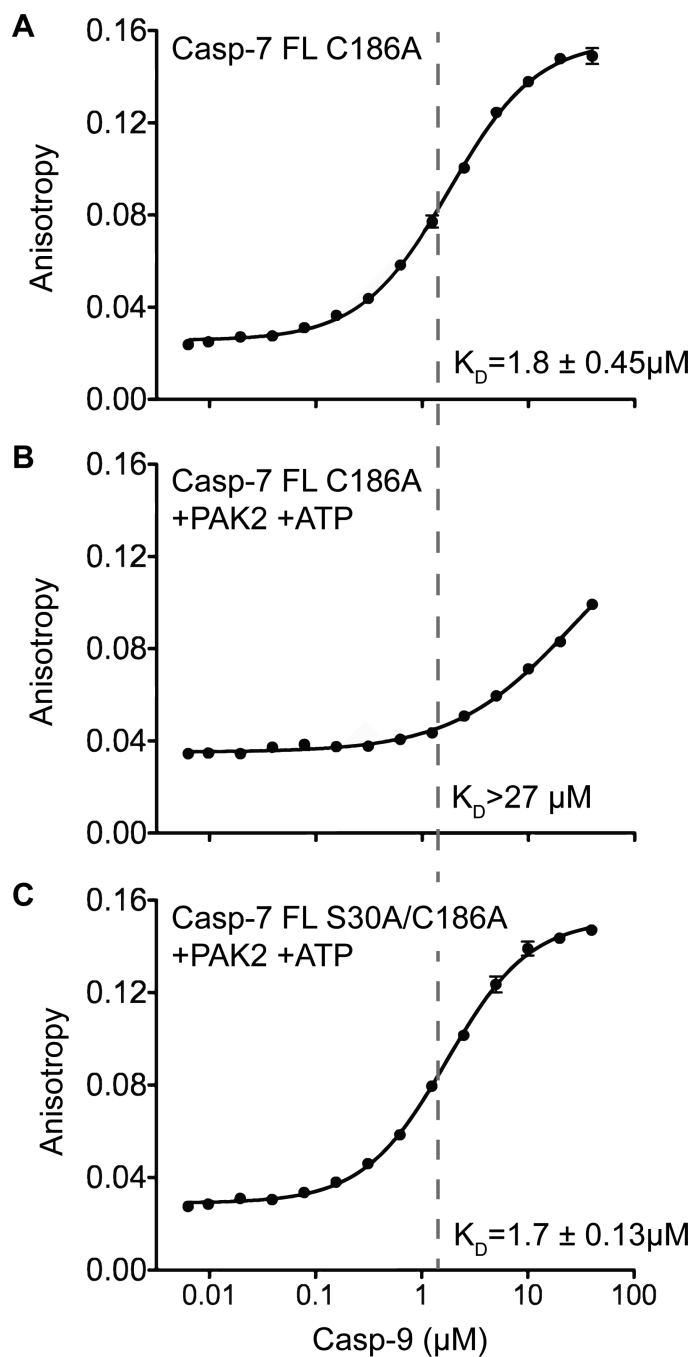 A
Casp-7 FL C186A
0.16
0.12
0.08
0.04
0.00
Anisotropy
K_D=1.8 ± 0.45µM
B
Casp-7 FL C186A
+PAK2 +ATP
0.16
0.12
0.08
0.04
0.00
Anisotropy
K_D>27 µM
C
Casp-7 FL S30A/C186A
+PAK2 +ATP
0.16
0.12
0.08
0.04
0.00
Anisotropy
K_D=1.7 ± 0.13µM
0.01 0.1 1 10 100
Casp-9 (µM)